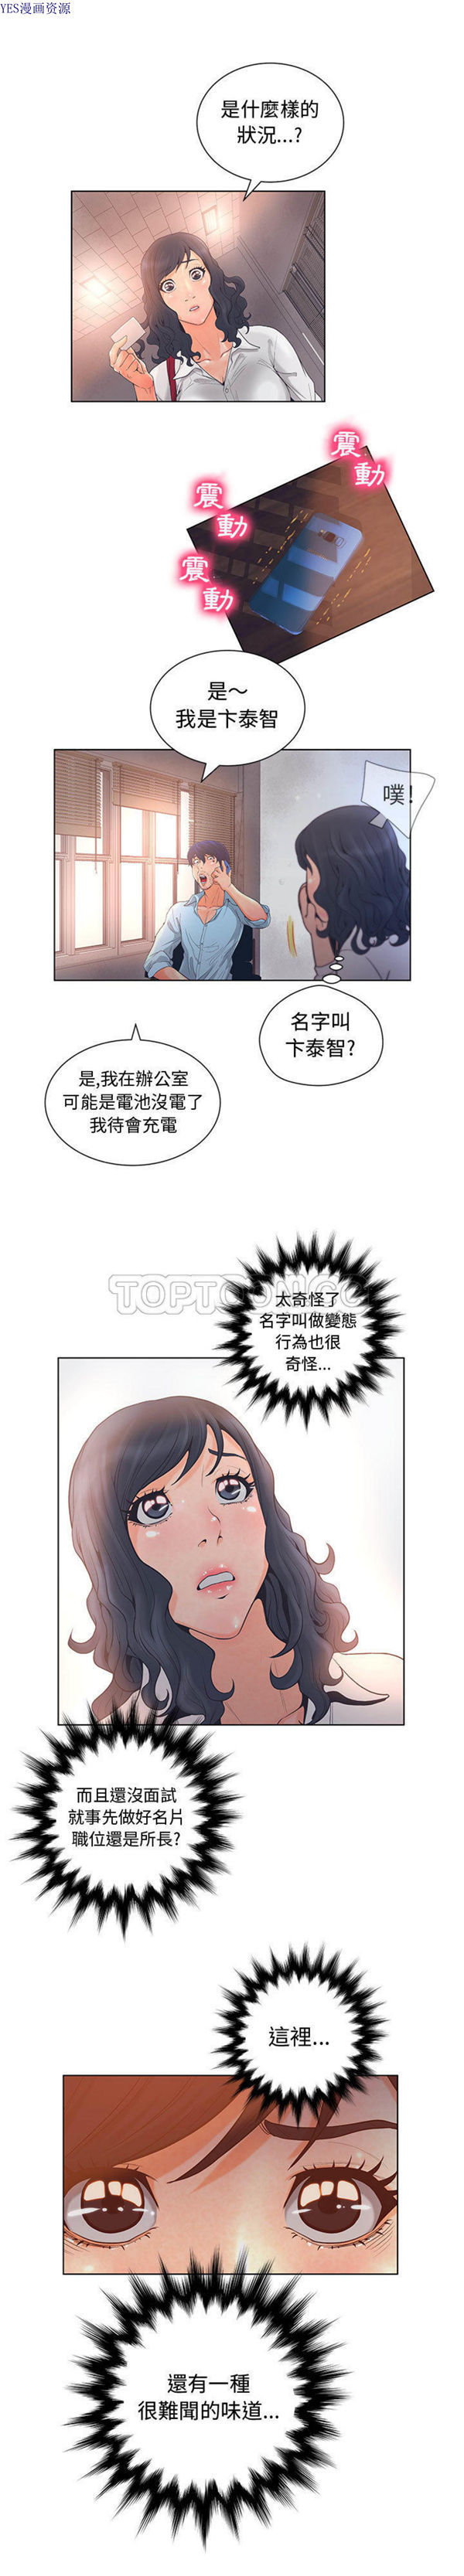 YES漫画资源
是什麼樣的
狀況...?
震
動
震
動
震
動
是～
我是卞泰智
噗!
名字叫
卞泰智?
是,我在辦公室
可能是電池沒電了
我待會充電
TOPTOON.CC
太奇怪了
名字叫做變態
行為也很
奇怪...
而且還沒面試
就事先做好名片
職位還是所長?
這裡...
還有一種
很難聞的味道...